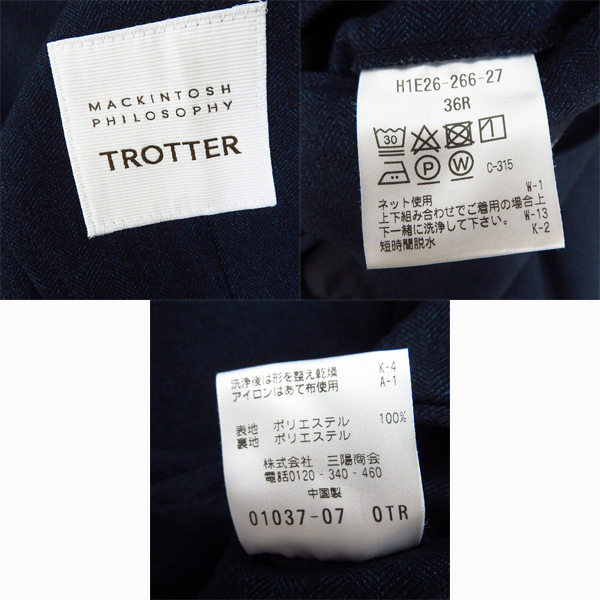 MACKINTOSH
PHILOSOPHY
TROTTER
H1E26-266-27
36R
30
P W C-315
ネット使用 W-1
上下組み合わせでご着用の場合上 W-13
下一緒に洗浄して下さい。 K-2
短時間脱水
洗浄後は形を整え乾燥 K-4
アイロンはあて布使用 A-1
表地 ポリエステル 100%
裏地 ポリエステル
株式会社 三陽商会
電話0120-340-460
中国製
01037-07 OTR